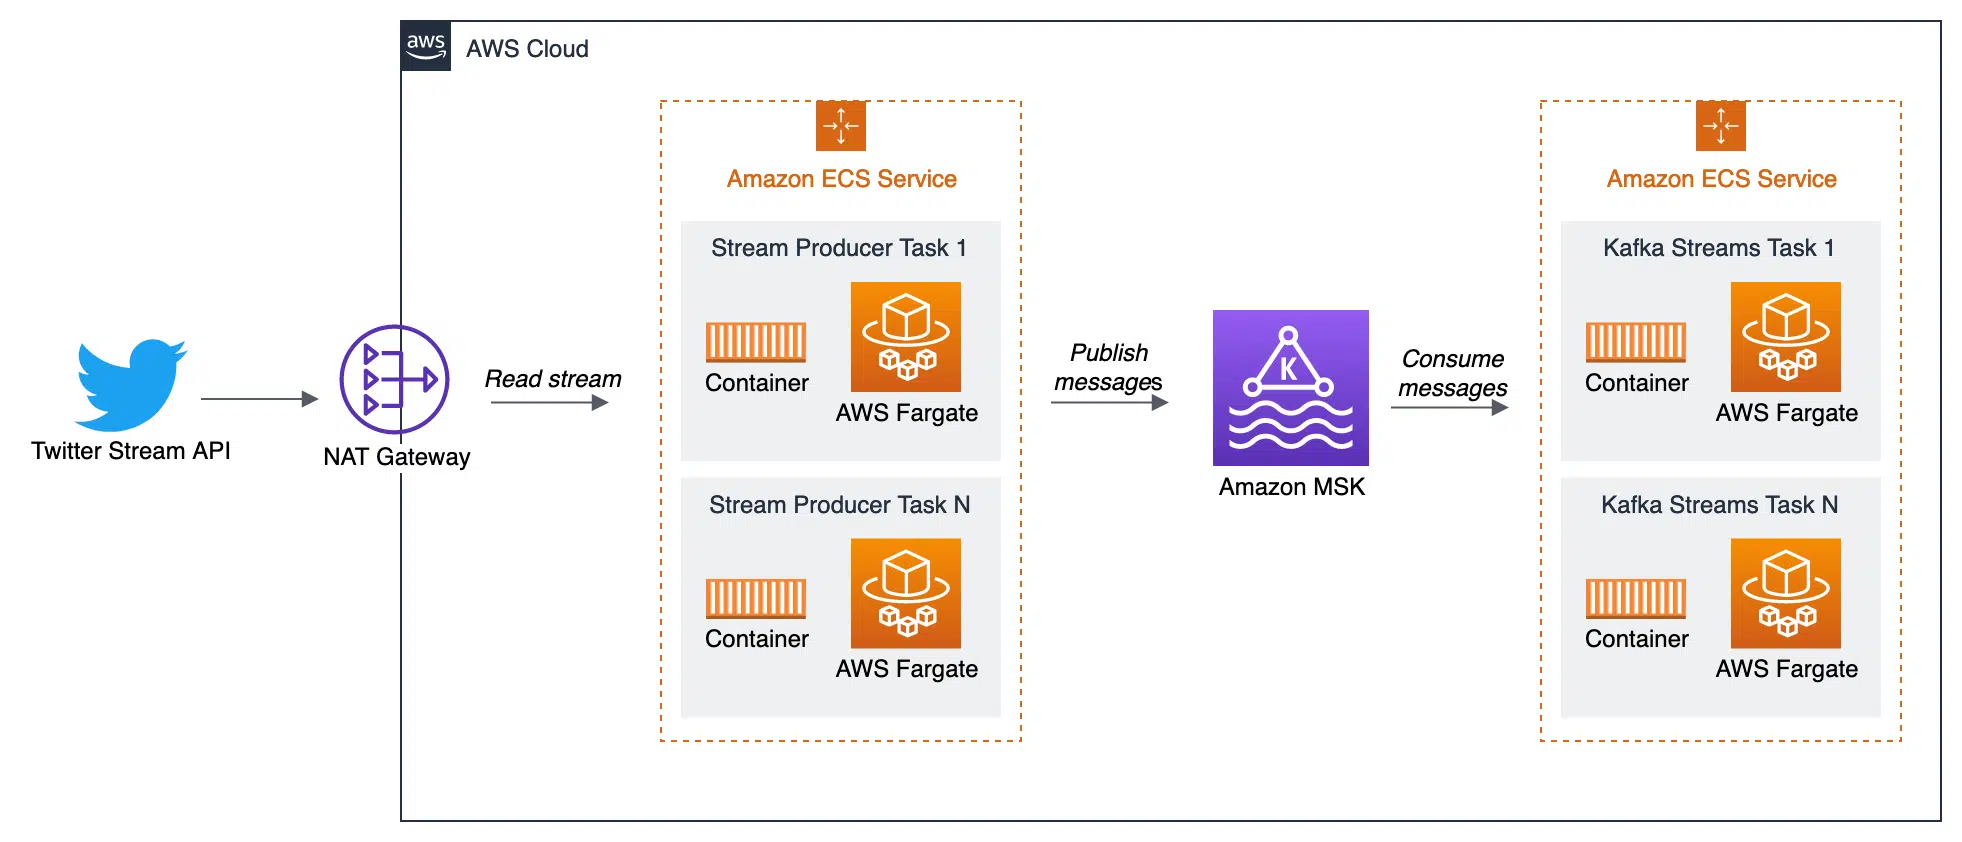 aws
AWS Cloud
Twitter Stream API
NAT Gateway
Read stream
Amazon ECS Service
Stream Producer Task 1
Container
AWS Fargate
Stream Producer Task N
Container
AWS Fargate
Publish
messages
K
Amazon MSK
Consume
messages
Amazon ECS Service
Kafka Streams Task 1
Container
AWS Fargate
Kafka Streams Task N
Container
AWS Fargate